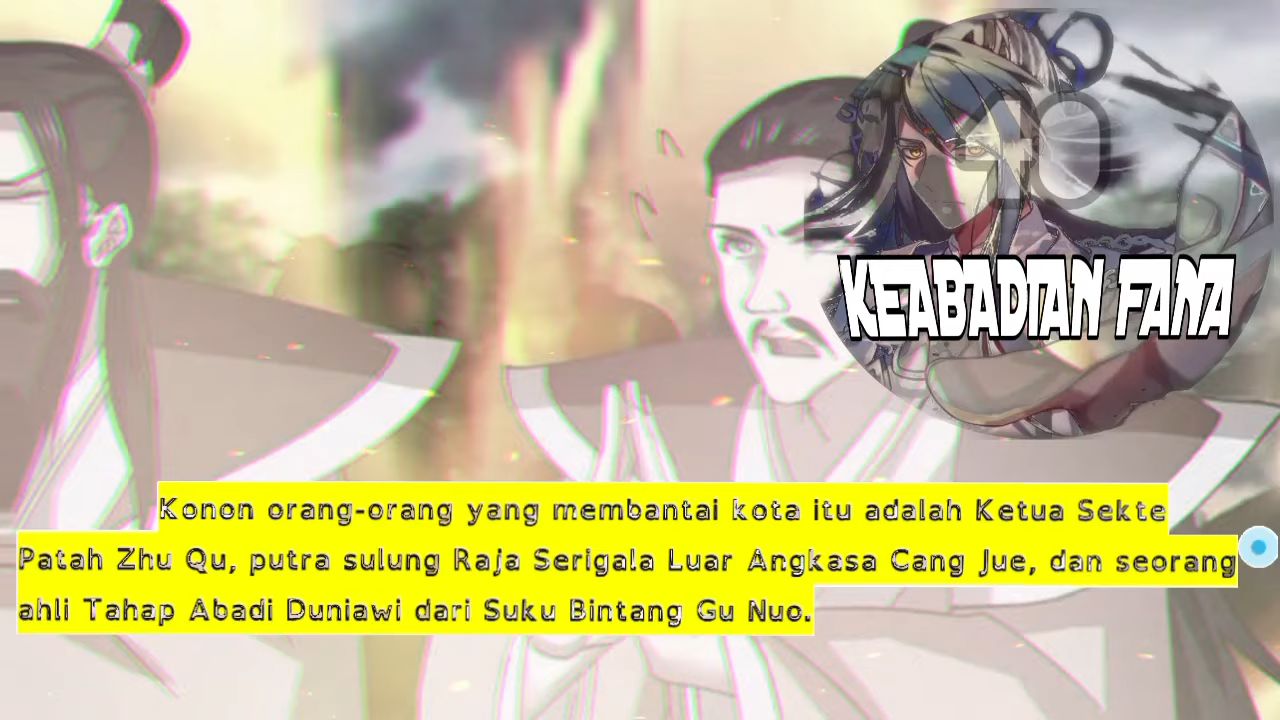 KEABADIAN FANA
Konon orang-orang yang membantai kota itu adalah Ketua Sekte
Patah Zhu Qu, putra sulung Raja Serigala Luar Angkasa Cang Jue, dan seorang
ahli Tahap Abadi Duniawi dari Suku Bintang Gu Nuo.